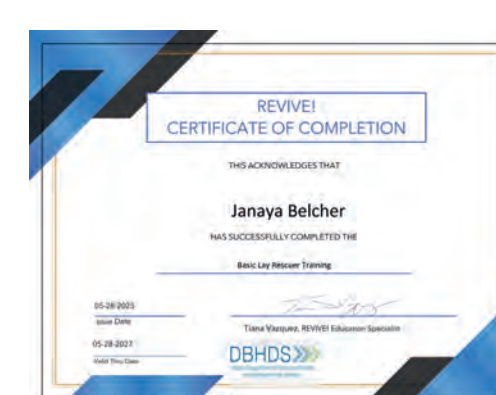 REVIVE!
CERTIFICATE OF COMPLETION
THIS ACKNOWLEDGES THAT
Janaya Belcher
HAS SUCCESSFULLY COMPLETED THE
Basic Lay Rescuer Training
05-28-2025
Issue Date
Tiana Vazquez, REVIVE! Education Specialist
05-28-2027
Valid Thru Date
DBHDS